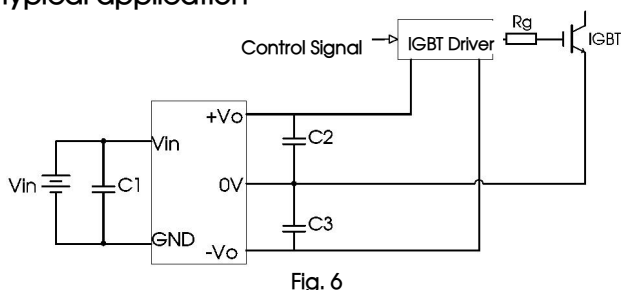 Typical application
Rg
Control Signal
IGBT Driver
IGBT
+Vo
C2
Vin
Vin
C1
0V
C3
GND
-Vo
Fig. 6